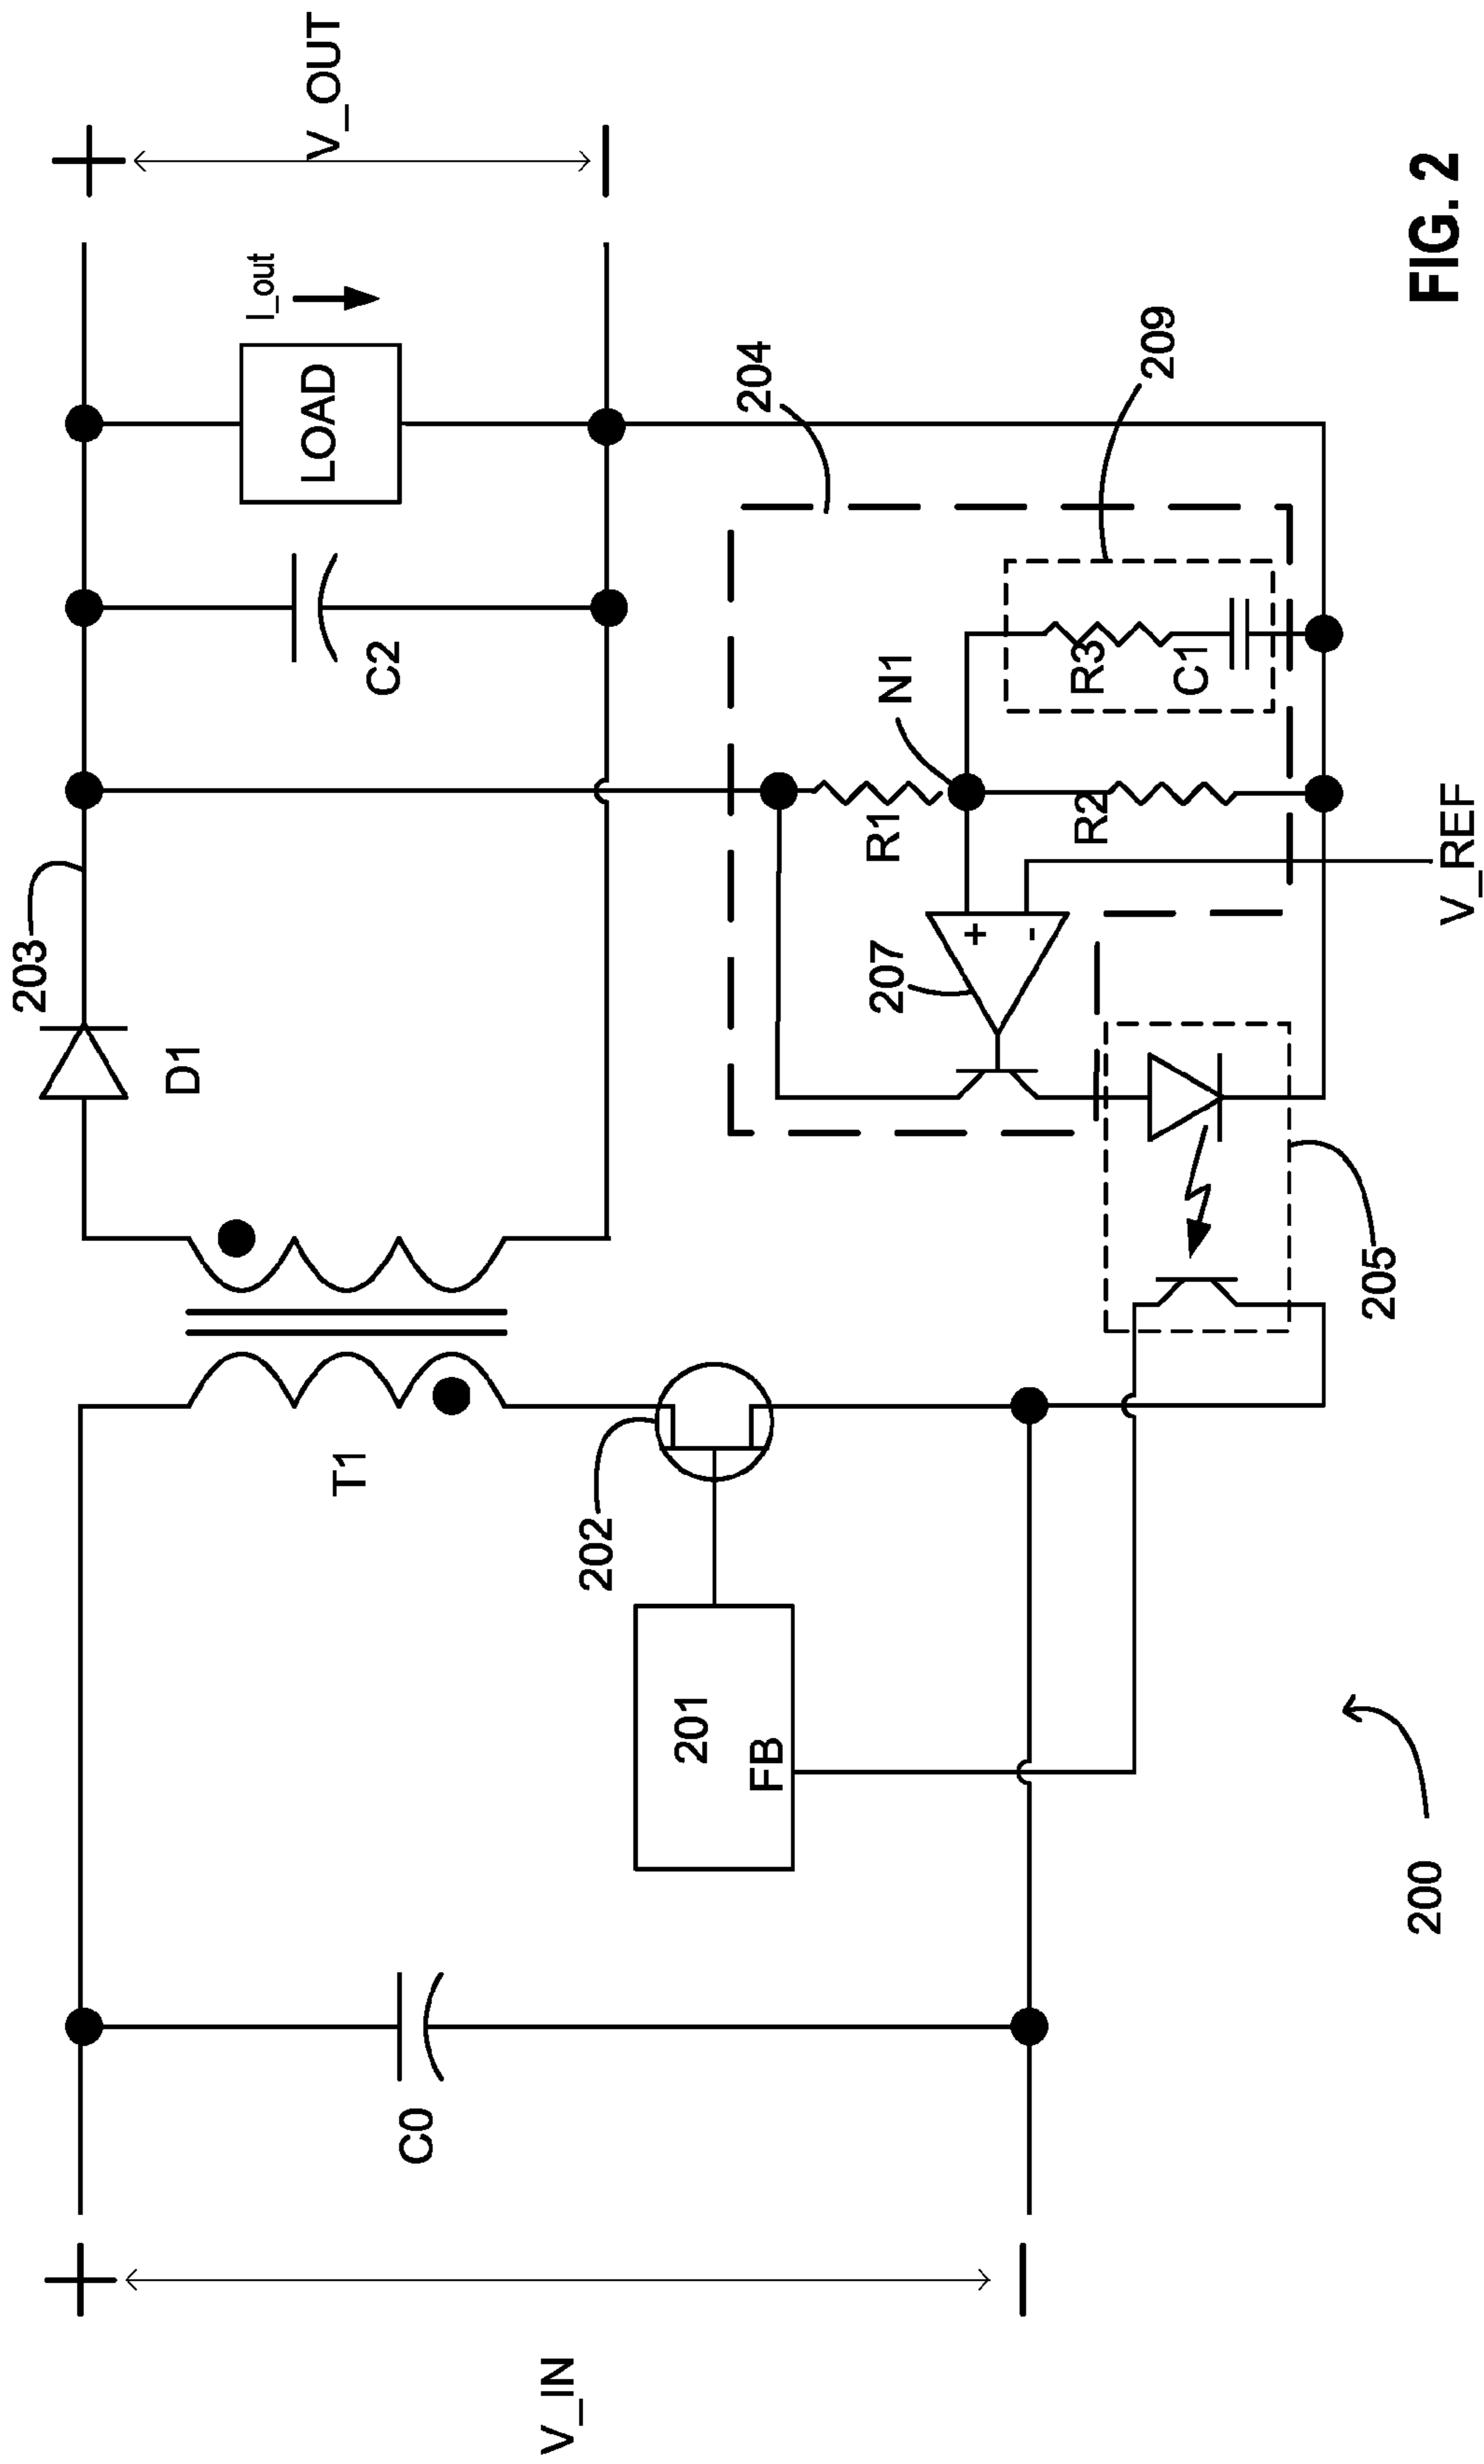 V_IN
+
-
C0
T1
201
FB
202
203
D1
C2
LOAD
I_out
+
-
V_OUT
204
R1
N1
R2
R3
C1
209
207
+
-
V_REF
205
200
FIG. 2